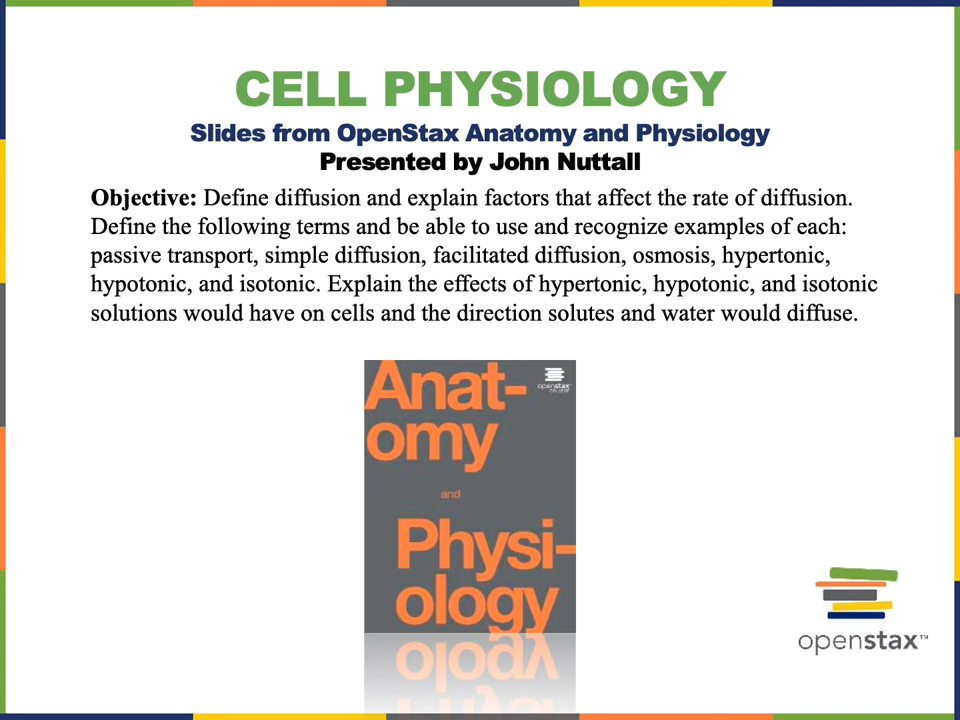 CELL PHYSIOLOGY
Slides from OpenStax Anatomy and Physiology
Presented by John Nuttall
Objective: Define diffusion and explain factors that affect the rate of diffusion.
Define the following terms and be able to use and recognize examples of each:
passive transport, simple diffusion, facilitated diffusion, osmosis, hypertonic,
hypotonic, and isotonic. Explain the effects of hypertonic, hypotonic, and isotonic
solutions would have on cells and the direction solutes and water would diffuse.
Anat-
omy
openstax™
COLLEGE
and
Physi-
ology
openstax™